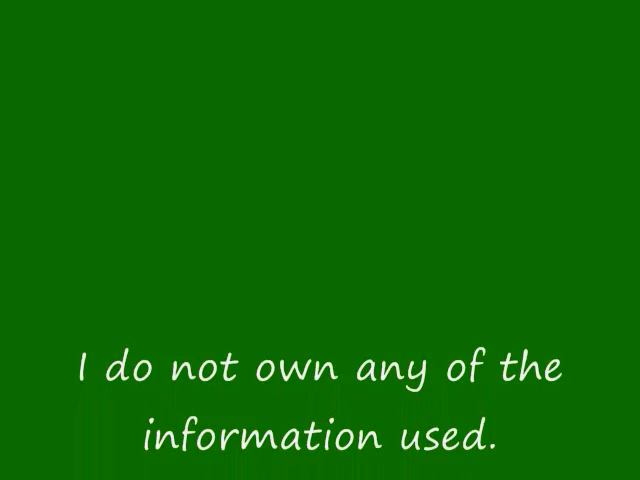 I do not own any of the
information used.